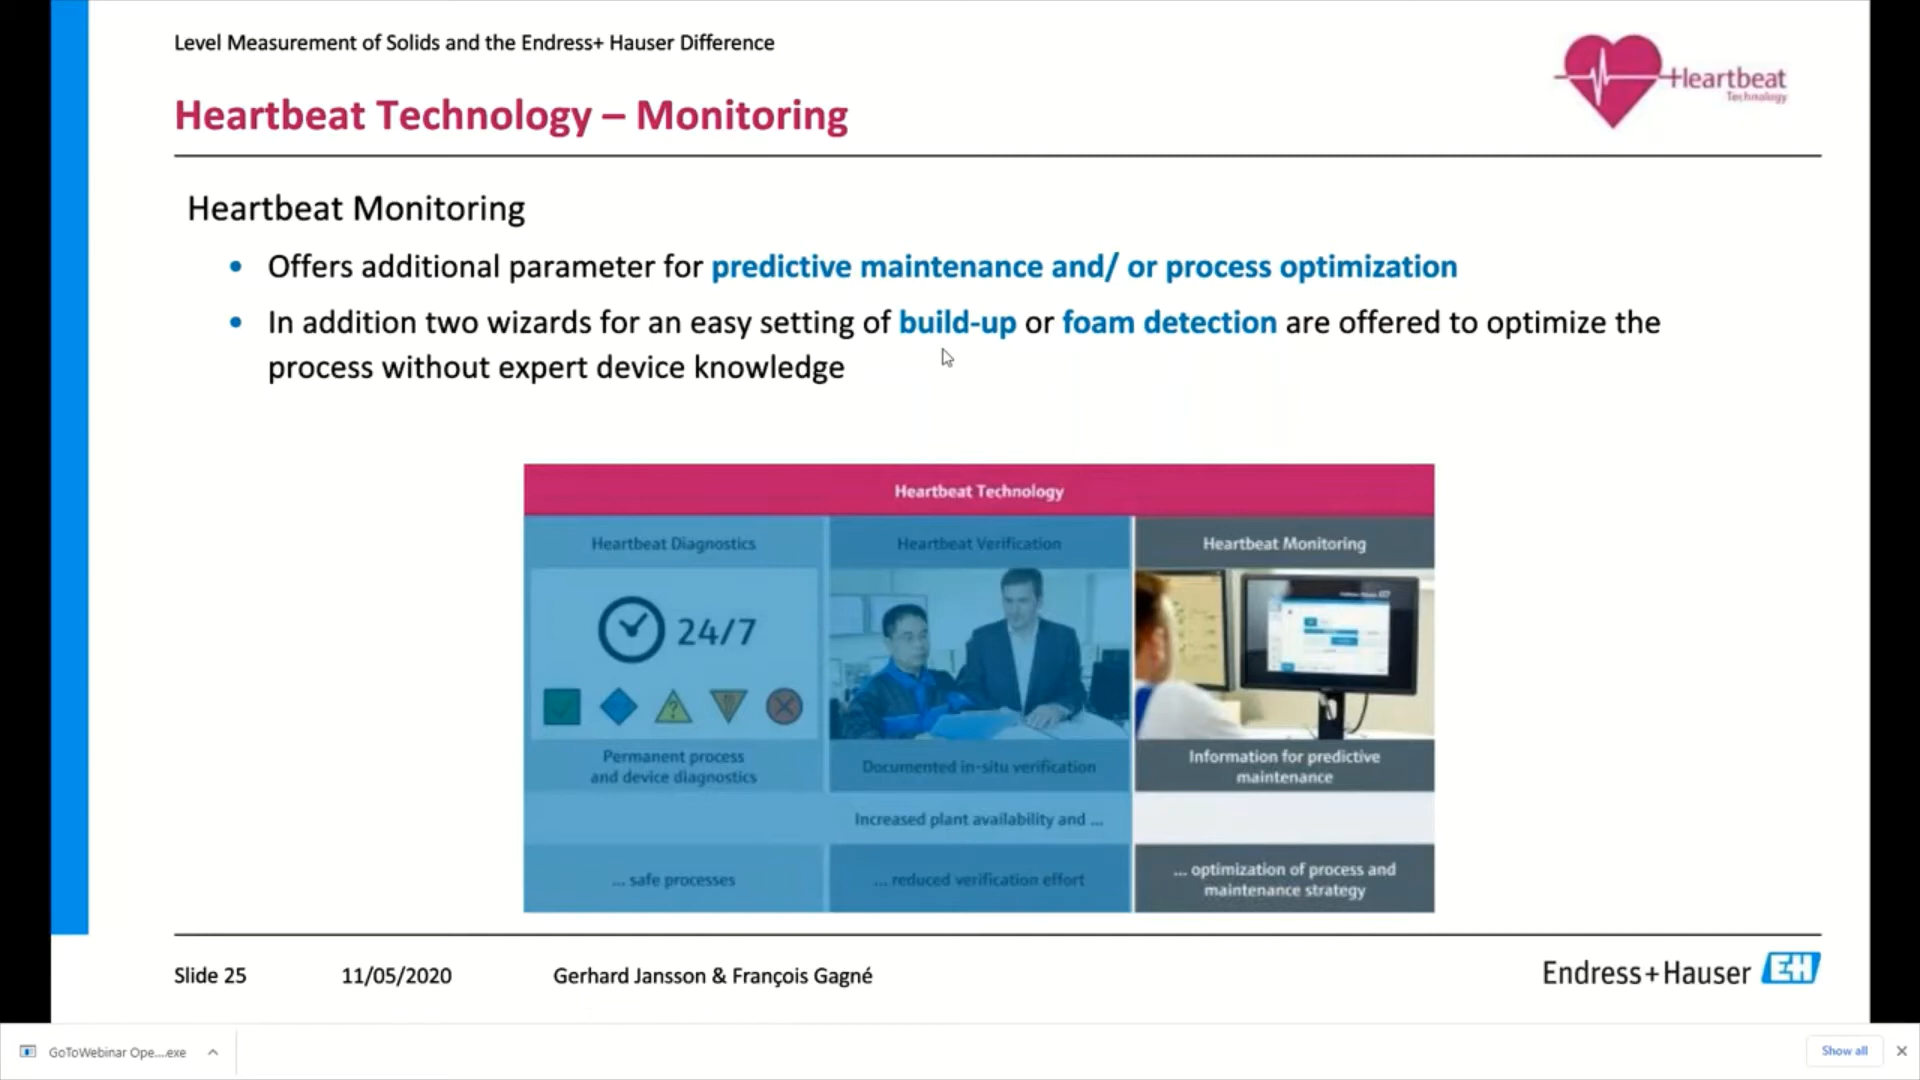 Level Measurement of Solids and the Endress+ Hauser Difference
Heartbeat
Technology
Heartbeat Technology – Monitoring
Heartbeat Monitoring
• Offers additional parameter for predictive maintenance and/ or process optimization
• In addition two wizards for an easy setting of build-up or foam detection are offered to optimize the
process without expert device knowledge
Heartbeat Technology
Heartbeat Diagnostics
Heartbeat Verification
Heartbeat Monitoring
24/7
?
Permanent process
and device diagnostics
Documented in-situ verification
Information for predictive
maintenance
Increased plant availability and ...
... safe processes
... reduced verification effort
... optimization of process and
maintenance strategy
Slide 25
11/05/2020
Gerhard Jansson & François Gagné
Endress+Hauser EH
GoToWebinar Ope....exe
Show all